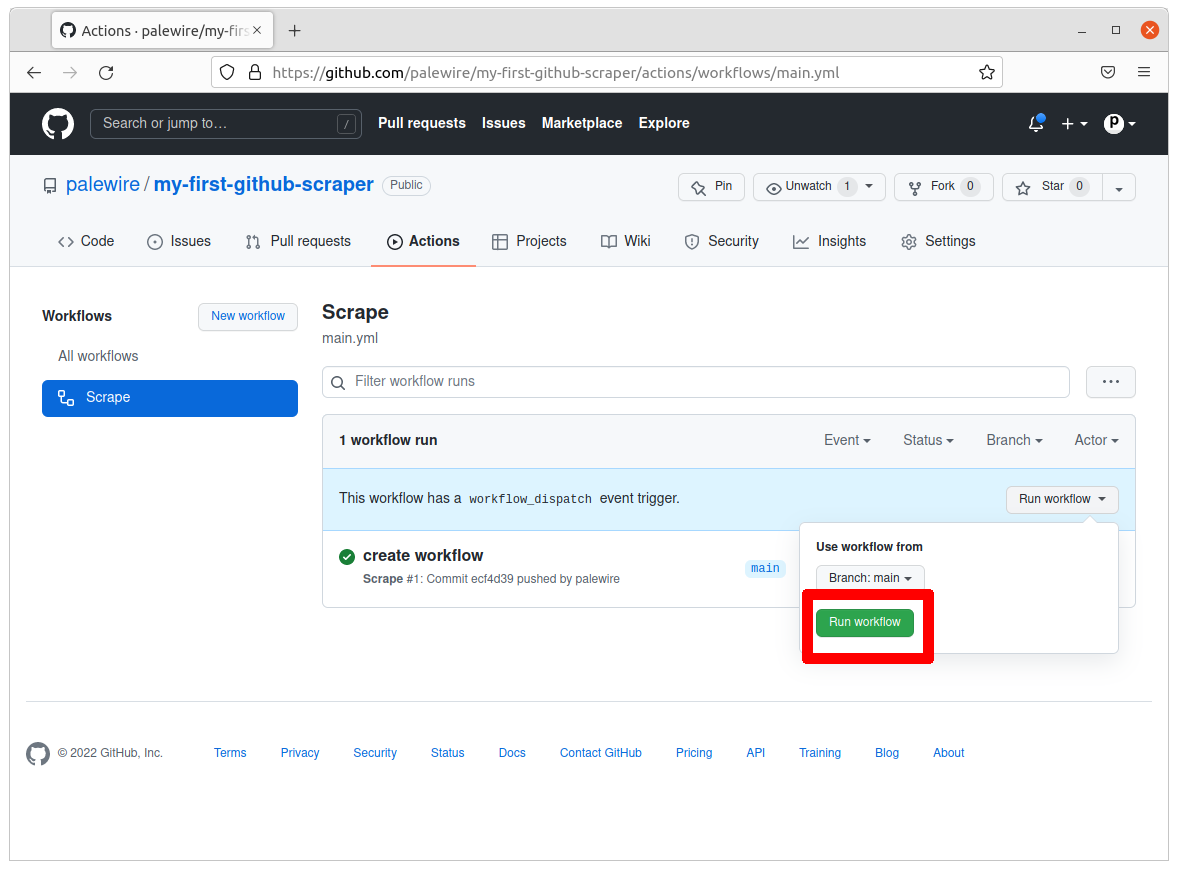 Actions · palewire/my-firs
https://github.com/palewire/my-first-github-scraper/actions/workflows/main.yml
Search or jump to… / Pull requests Issues Marketplace Explore
palewire / my-first-github-scraper Public Pin Unwatch 1 Fork 0 Star 0
Code Issues Pull requests Actions Projects Wiki Security Insights Settings
Workflows New workflow
All workflows
Scrape
Scrape
main.yml
Filter workflow runs
1 workflow run Event Status Branch Actor
This workflow has a workflow_dispatch event trigger. Run workflow
create workflow
Scrape #1: Commit ecf4d39 pushed by palewire
main
Use workflow from
Branch: main
Run workflow
© 2022 GitHub, Inc. Terms Privacy Security Status Docs Contact GitHub Pricing API Training Blog About